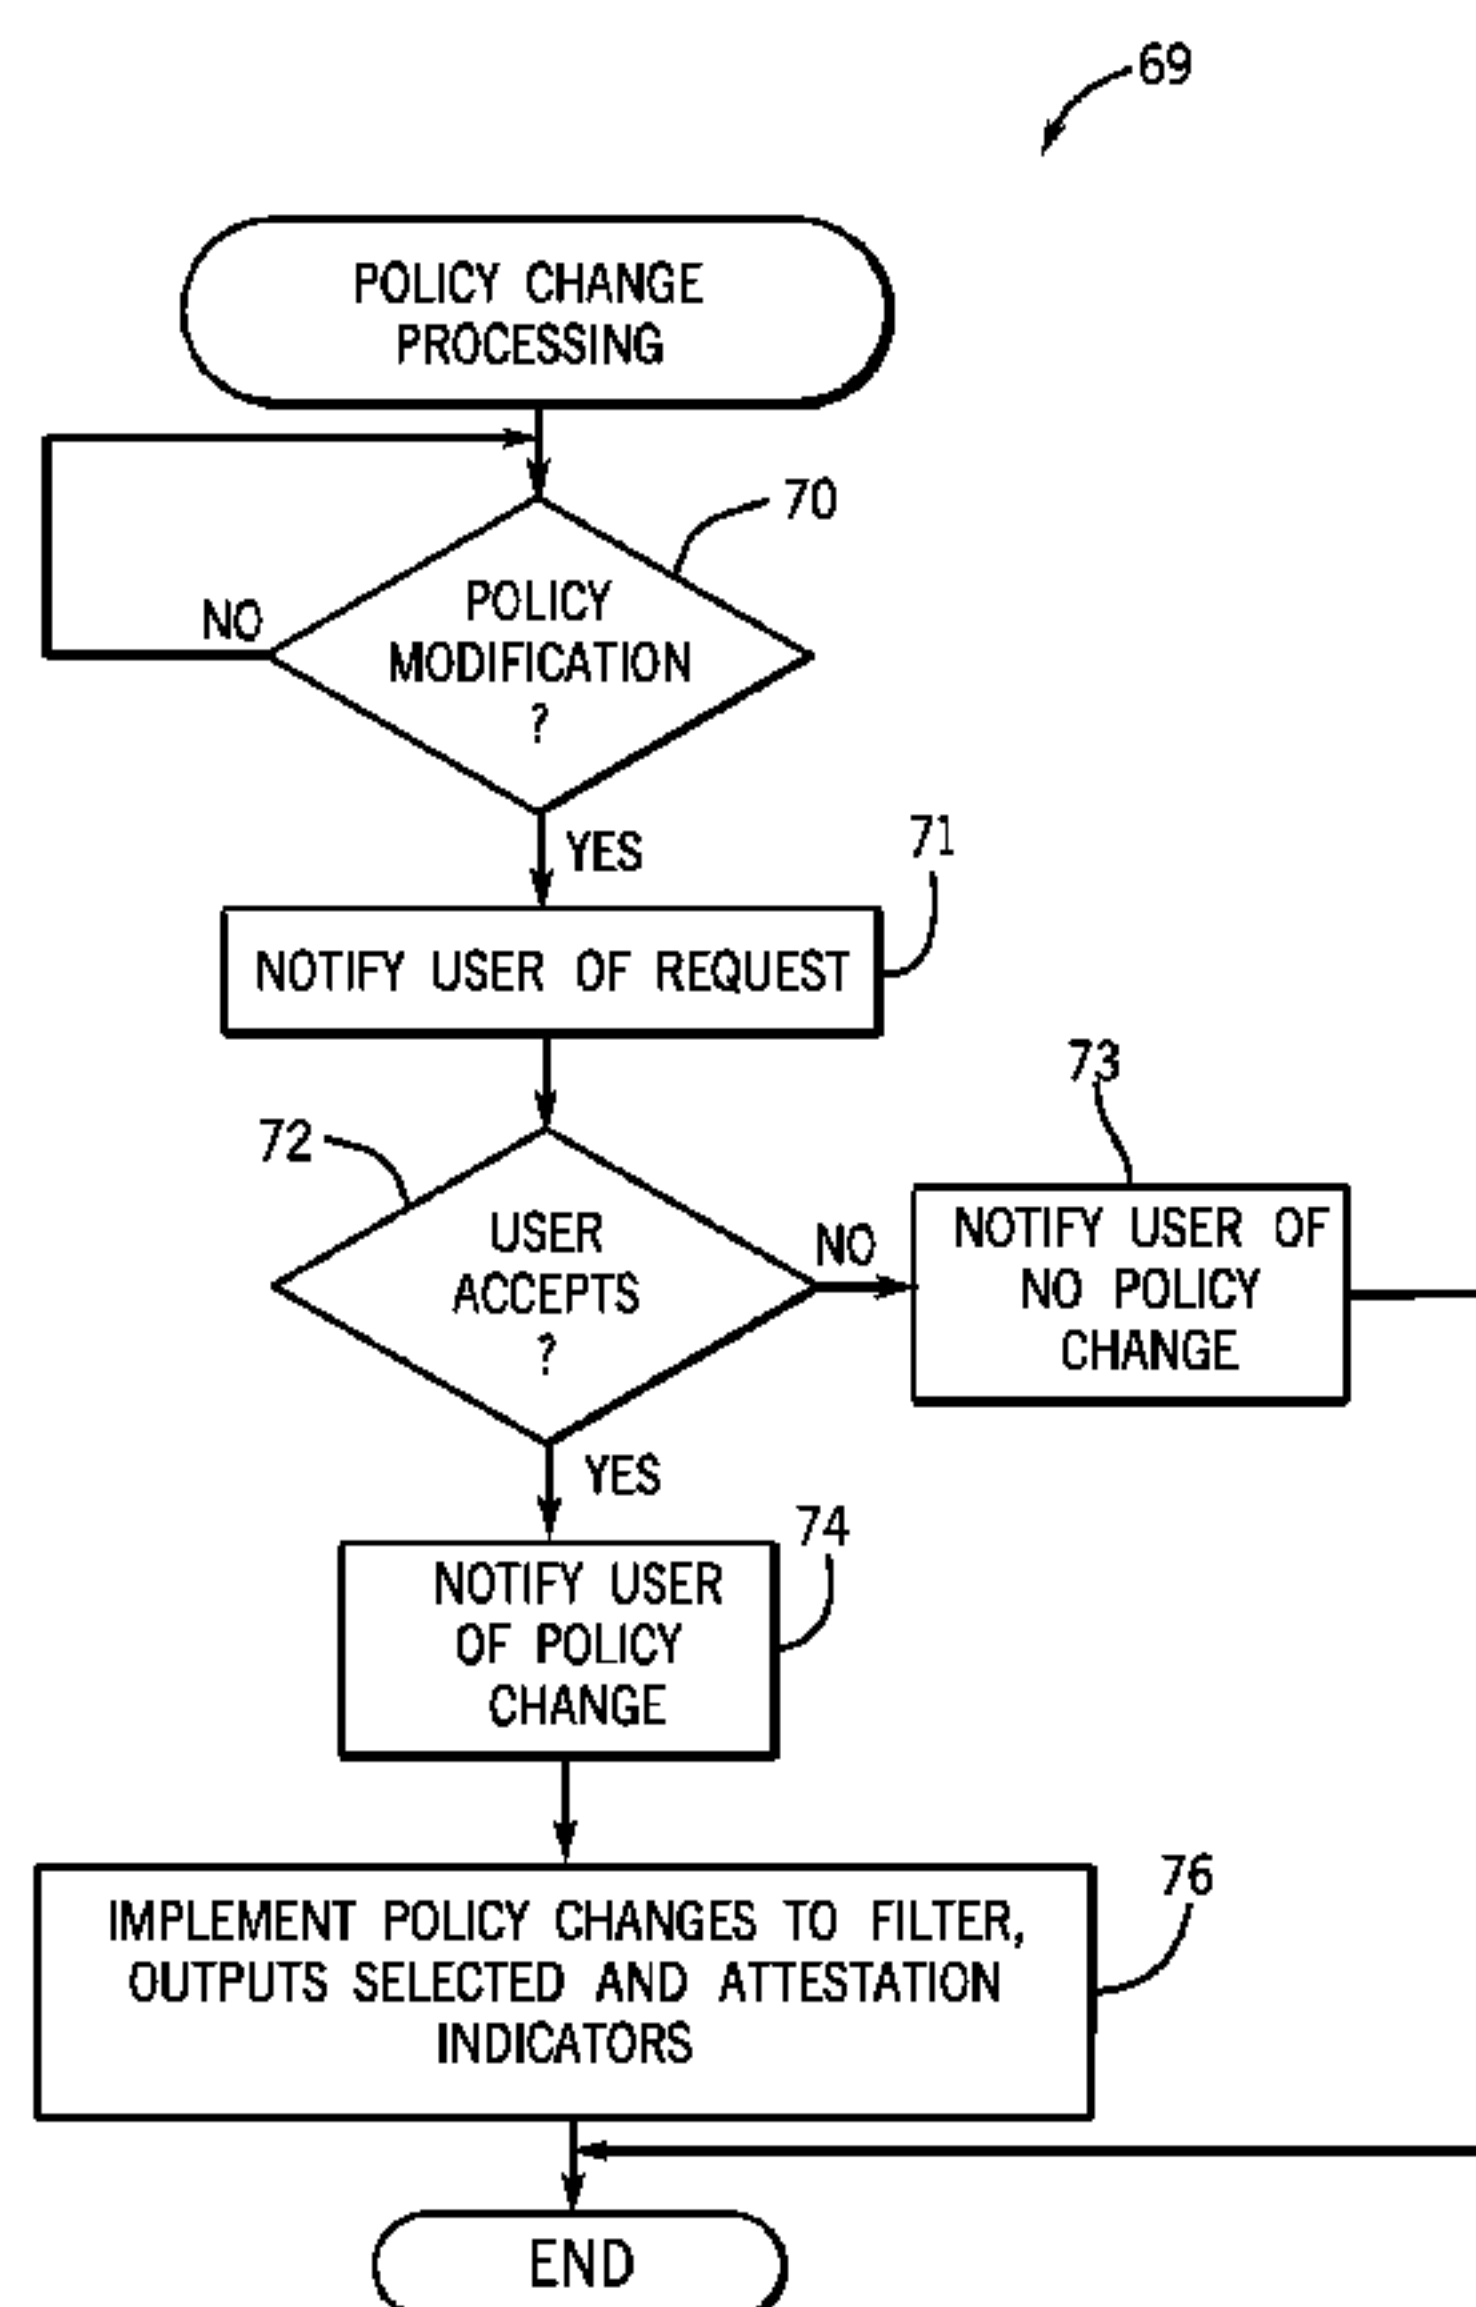 69
POLICY CHANGE
PROCESSING
70
POLICY
MODIFICATION
?
NO
YES
71
NOTIFY USER OF REQUEST
72
USER
ACCEPTS
?
NO
73
NOTIFY USER OF
NO POLICY
CHANGE
YES
74
NOTIFY USER
OF POLICY
CHANGE
76
IMPLEMENT POLICY CHANGES TO FILTER,
OUTPUTS SELECTED AND ATTESTATION
INDICATORS
END